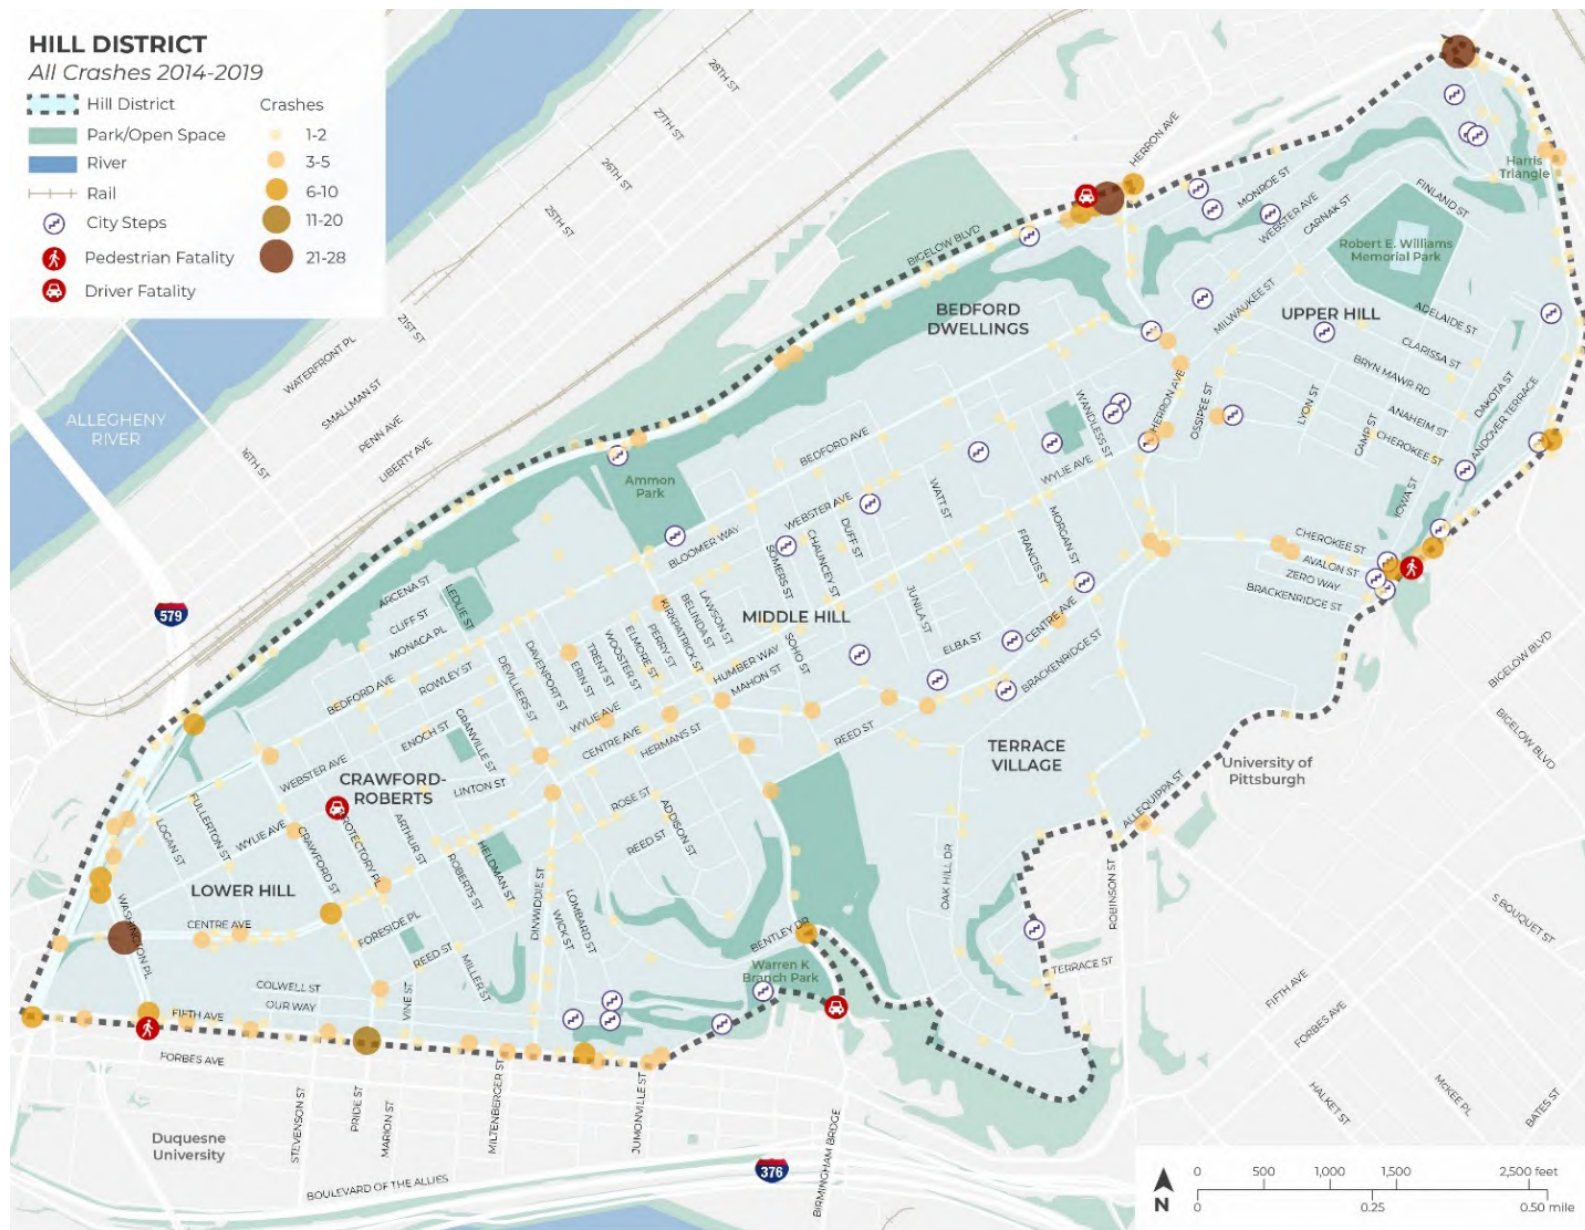 HILL DISTRICT
All Crashes 2014-2019
Hill District
Park/Open Space
River
Rail
City Steps
Pedestrian Fatality
Driver Fatality
Crashes
1-2
3-5
6-10
11-20
21-28
28TH ST
27TH ST
26TH ST
25TH ST
21ST ST
16TH ST
WATERFRONT PL
SMALLMAN ST
PENN AVE
LIBERTY AVE
ALLEGHENY
RIVER
579
HERRON AVE
BIGELOW BLVD
BEDFORD
DWELLINGS
MONROE ST
WEBSTER AVE
CARNAK ST
FINLAND ST
Harris
Triangle
Robert E. Williams
Memorial Park
MILWAUKEE ST
UPPER HILL
ADELAIDE ST
CLARISSA ST
BRYN MAWR RD
ANAHEIM ST
CHEROKEE ST
DAKOTA ST
ANDOVER TERRACE
CAMP ST
LYON ST
OSSIPEE ST
HERRON AVE
IOWA ST
WANDLESS ST
WYLIE AVE
BEDFORD AVE
WEBSTER AVE
Ammon
Park
BLOOMER WAY
SOMERS ST
CHAUNCEY ST
DUFF ST
WATT ST
MORGAN ST
FRANCIS ST
JUNILA ST
ELBA ST
CENTRE AVE
BRACKENRIDGE ST
CHEROKEE ST
AVALON ST
ZERO WAY
BRACKENRIDGE ST
MIDDLE HILL
ARCENA ST
CLIFF ST
MONACA PL
LEDLIE ST
BEDFORD AVE
ROWLEY ST
DEVILLIERS ST
DAVENPORT ST
ERIN ST
TRENT ST
WOOSTER ST
ELMORE ST
PERRY ST
KIRKPATRICK ST
BELINDA ST
LAWSON ST
HUMBER WAY
MAHON ST
SOHO ST
WYLIE AVE
CENTRE AVE
HERMANS ST
REED ST
ENOCH ST
GRANVILLE ST
WEBSTER AVE
CRAWFORD-
ROBERTS
LINTON ST
ROSE ST
REED ST
ADDISON ST
TERRACE
VILLAGE
University of
Pittsburgh
BIGELOW BLVD
BIGELOW BLVD
ALLEQUIPPA ST
ROBINSON ST
OAK HILL DR
TERRACE ST
S BOUQUET ST
FIFTH AVE
FORBES AVE
HALKET ST
McKEE PL
BATES ST
FULLERTON ST
LOGAN ST
WYLIE AVE
CRAWFORD ST
PROTECTORY PL
ARTHUR ST
ROBERTS ST
HELDMAN ST
DINWIDDIE ST
WICK ST
LOMBARD ST
LOWER HILL
WASHINGTON PL
CENTRE AVE
FORESIDE PL
REED ST
MILLER ST
VINE ST
COLWELL ST
OUR WAY
FIFTH AVE
FORBES AVE
BENTLEY DR
Warren K
Branch Park
STEVENSON ST
PRIDE ST
MARION ST
MILTENBERGER ST
JUMONVILLE ST
BIRMINGHAM BRIDGE
Duquesne
University
BOULEVARD OF THE ALLIES
376
N
0 500 1,000 1,500 2,500 feet
0 0.25 0.50 mile